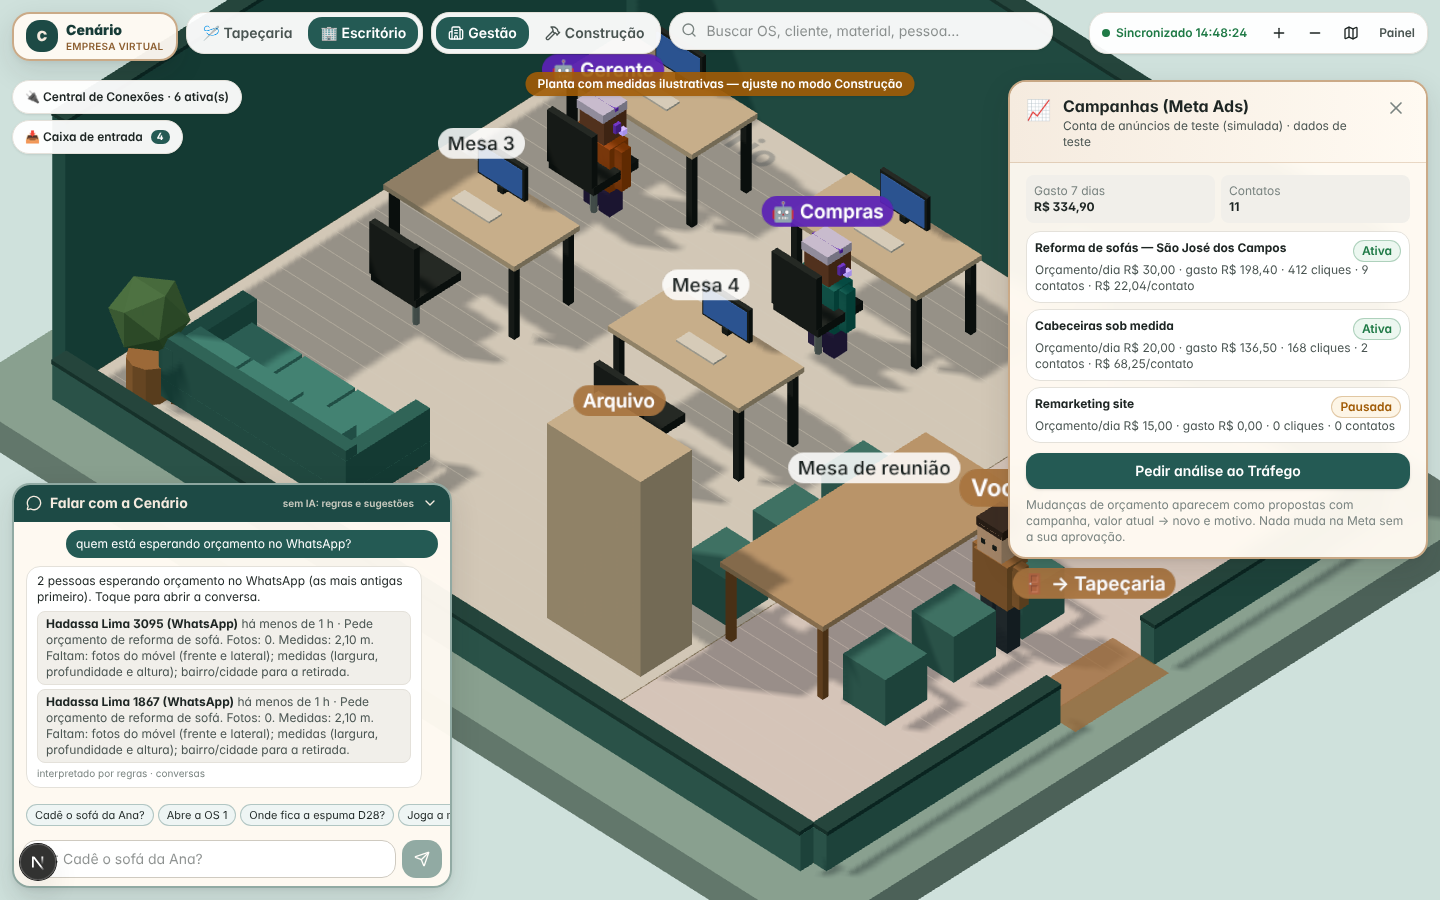 C
Cenário
EMPRESA VIRTUAL
Tapeçaria
Escritório
Gestão
Construção
Buscar OS, cliente, material, pessoa...
Sincronizado 14:48:24
Painel
Central de Conexões · 6 ativa(s)
Caixa de entrada 4
Gerente
Planta com medidas ilustrativas — ajuste no modo Construção
Mesa 3
Compras
Mesa 4
Arquivo
Mesa de reunião
→ Tapeçaria
Campanhas (Meta Ads)
Conta de anúncios de teste (simulada) · dados de
teste
Gasto 7 dias
R$ 334,90
Contatos
11
Reforma de sofás — São José dos Campos
Ativa
Orçamento/dia R$ 30,00 · gasto R$ 198,40 · 412 cliques · 9
contatos · R$ 22,04/contato
Cabeceiras sob medida
Ativa
Orçamento/dia R$ 20,00 · gasto R$ 136,50 · 168 cliques · 2
contatos · R$ 68,25/contato
Remarketing site
Pausada
Orçamento/dia R$ 15,00 · gasto R$ 0,00 · 0 cliques · 0 contatos
Pedir análise ao Tráfego
Mudanças de orçamento aparecem como propostas com
campanha, valor atual → novo e motivo. Nada muda na Meta sem
a sua aprovação.
Falar com a Cenário
sem IA: regras e sugestões
quem está esperando orçamento no WhatsApp?
2 pessoas esperando orçamento no WhatsApp (as mais antigas
primeiro). Toque para abrir a conversa.
Hadassa Lima 3095 (WhatsApp) há menos de 1 h · Pede
orçamento de reforma de sofá. Fotos: 0. Medidas: 2,10 m.
Faltam: fotos do móvel (frente e lateral); medidas (largura,
profundidade e altura); bairro/cidade para a retirada.
Hadassa Lima 1867 (WhatsApp) há menos de 1 h · Pede
orçamento de reforma de sofá. Fotos: 0. Medidas: 2,10 m.
Faltam: fotos do móvel (frente e lateral); medidas (largura,
profundidade e altura); bairro/cidade para a retirada.
interpretado por regras · conversas
Cadê o sofá da Ana?
Abre a OS 1
Onde fica a espuma D28?
Joga a
N
Cadê o sofá da Ana?